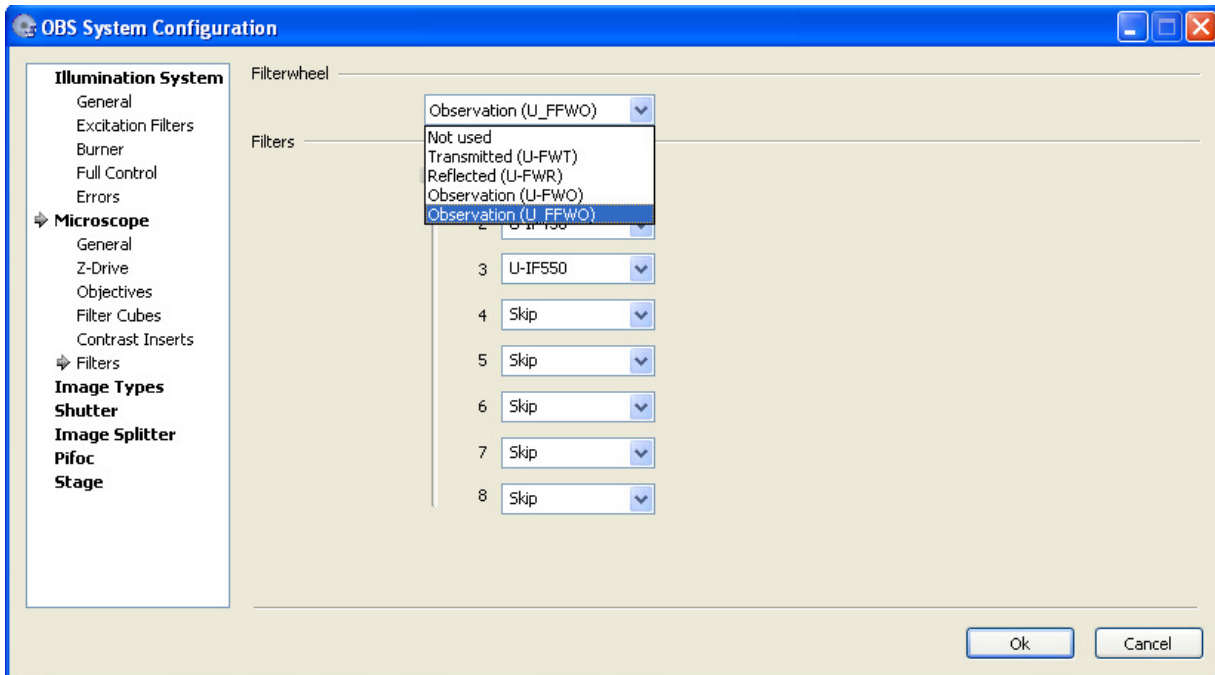 OBS System Configuration
Illumination System
General
Excitation Filters
Burner
Full Control
Errors
Microscope
General
Z-Drive
Objectives
Filter Cubes
Contrast Inserts
Filters
Image Types
Shutter
Image Splitter
Pifoc
Stage
Filterwheel
Observation (U_FFWO)
Not used
Transmitted (U-FWT)
Reflected (U-FWR)
Observation (U-FWO)
Observation (U_FFWO)
Filters
2
3 U-IF550
4 Skip
5 Skip
6 Skip
7 Skip
8 Skip
Ok Cancel